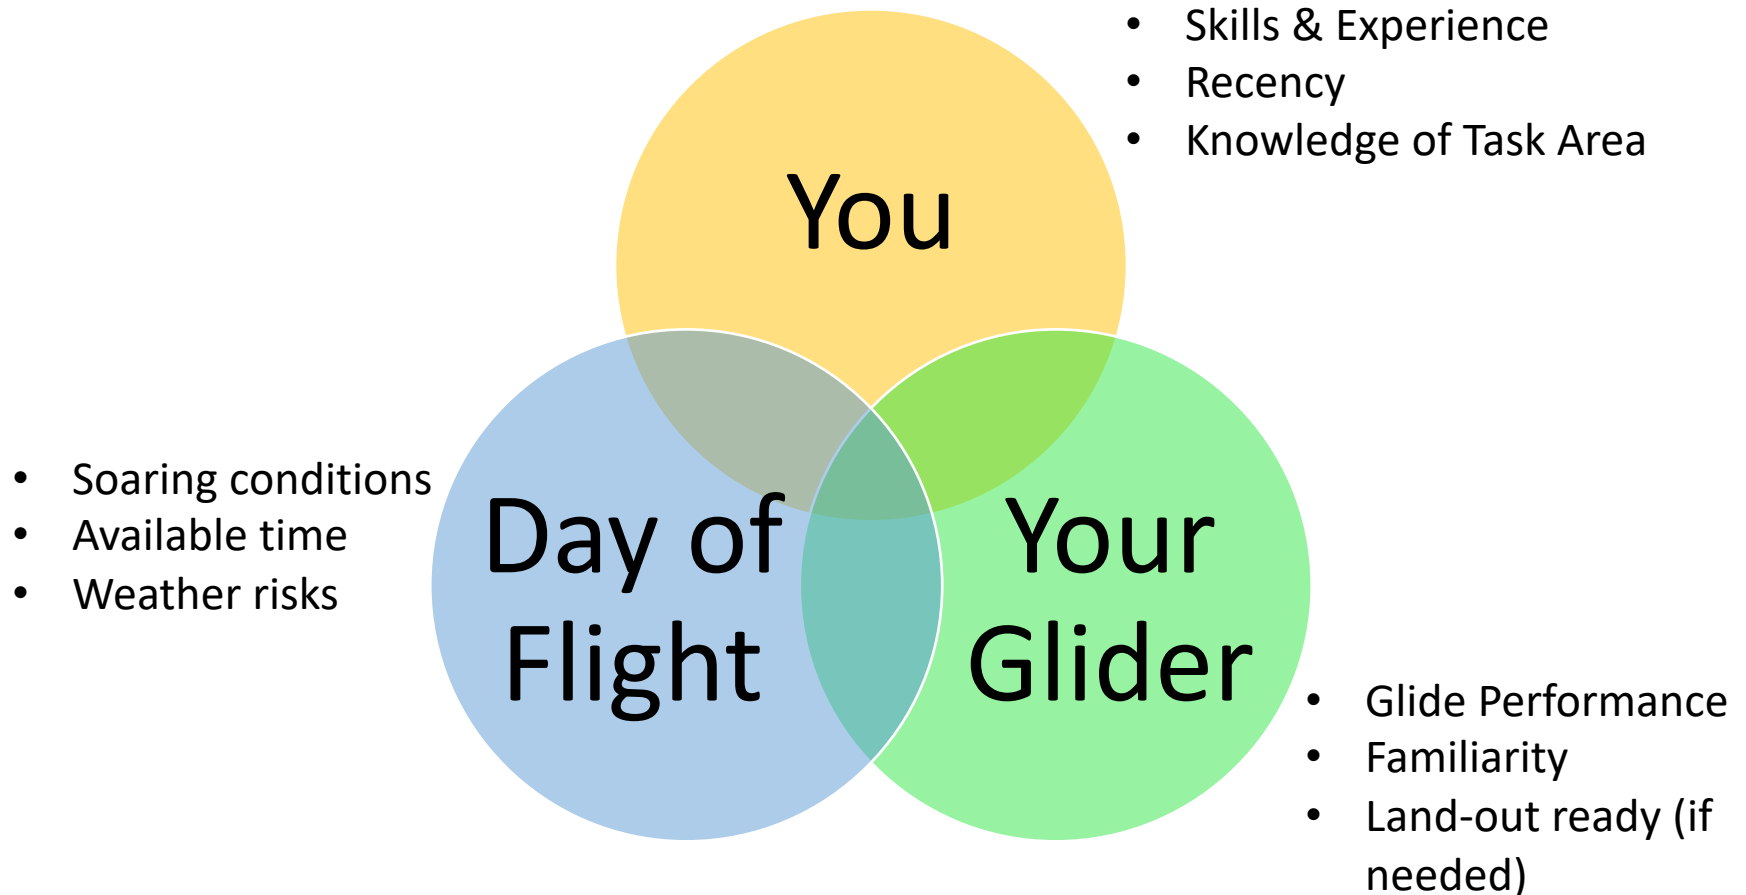 • Skills & Experience
• Recency
• Knowledge of Task Area
You
• Soaring conditions
• Available time
• Weather risks
Day of
Flight
Your
Glider
• Glide Performance
• Familiarity
• Land-out ready (if
needed)